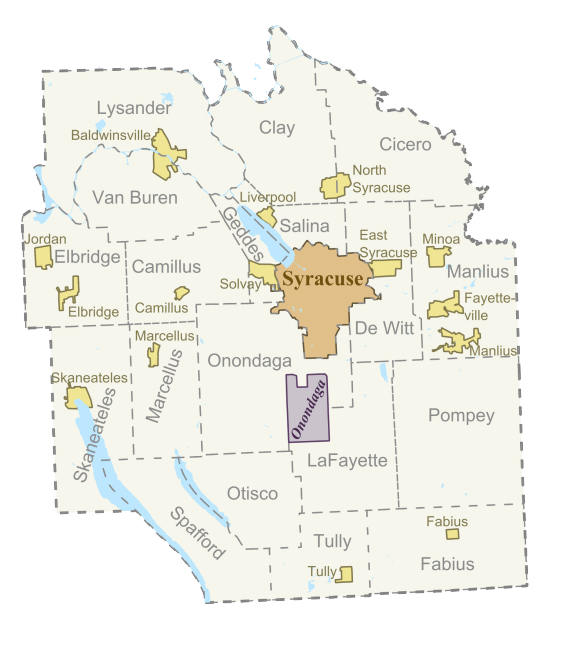 Lysander
Baldwinsville
Clay
Cicero
North
Syracuse
Van Buren
Liverpool
Geddes
Salina
Jordan
Elbridge
Camillus
East
Syracuse
Minoa
Manlius
Solvay
Syracuse
Elbridge
Camillus
Fayette-
ville
De Witt
Marcellus
Manlius
Onondaga
Skaneateles
Marcellus
Skaneateles
Onondaga
Pompey
LaFayette
Otisco
Spafford
Fabius
Tully
Fabius
Tully